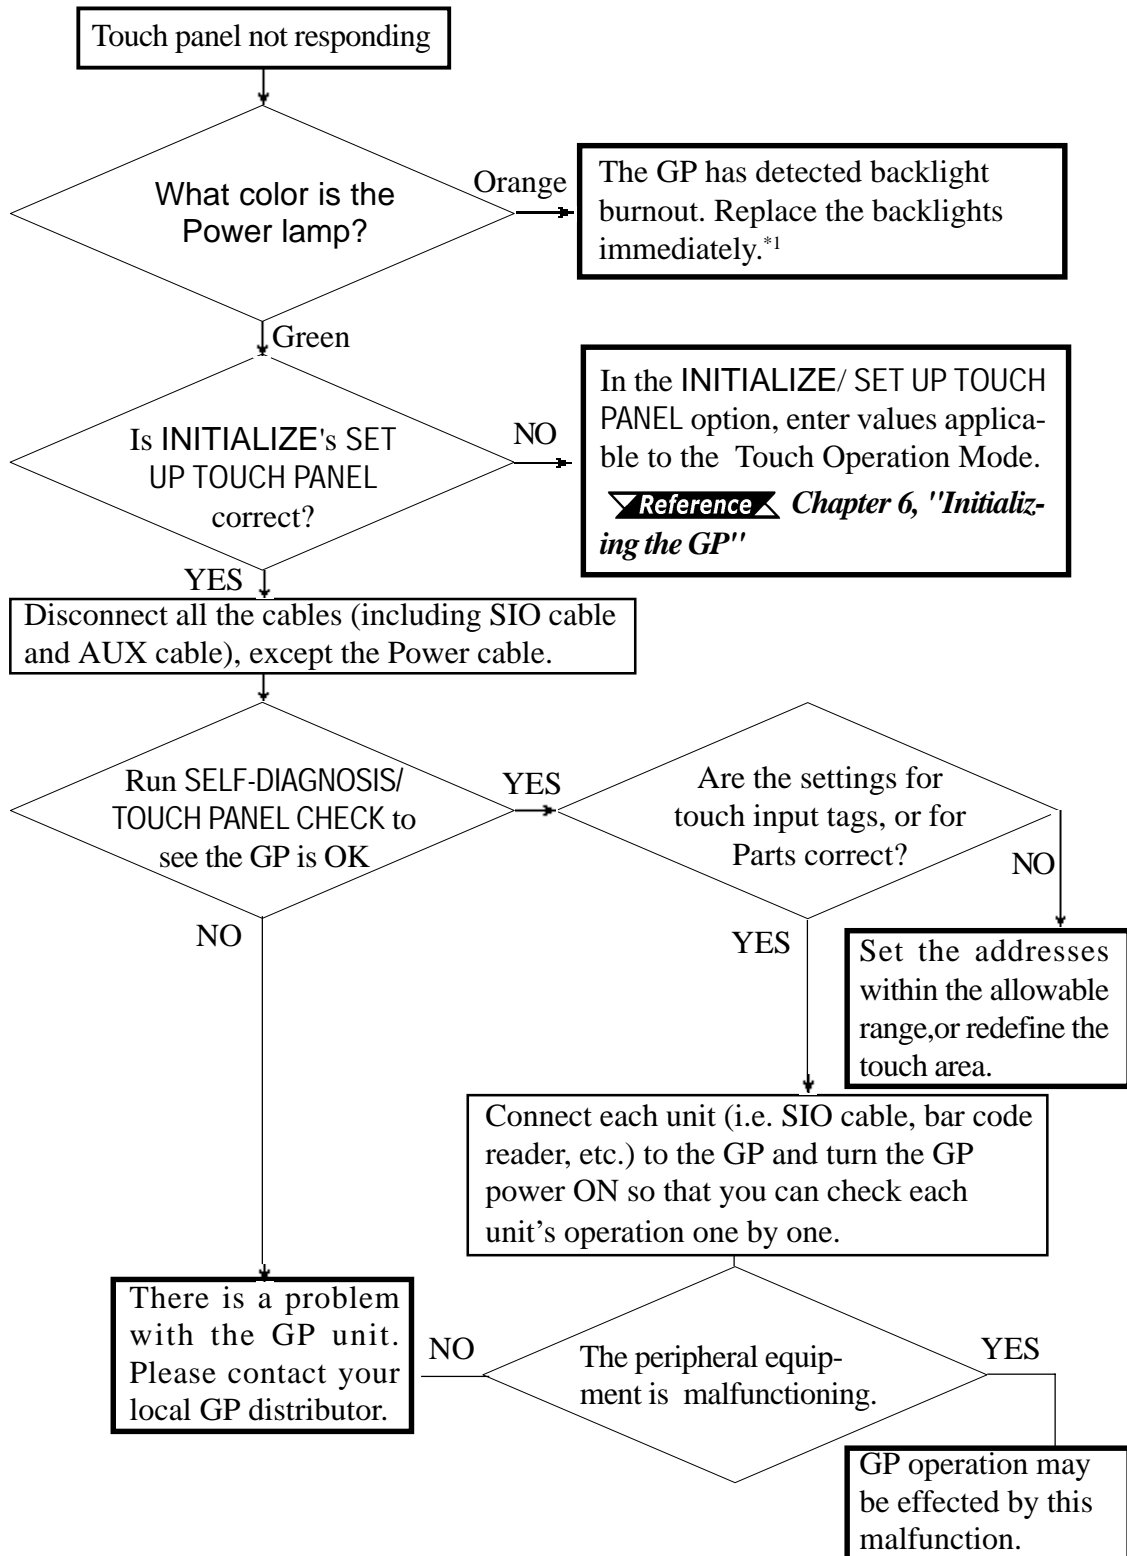 Touch panel not responding
What color is the
Power lamp?
Orange
The GP has detected backlight
burnout. Replace the backlights
immediately.*1
Green
Is INITIALIZE's SET
UP TOUCH PANEL
correct?
NO
In the INITIALIZE/ SET UP TOUCH
PANEL option, enter values applica-
ble to the Touch Operation Mode.
Reference Chapter 6, "Initializ-
ing the GP"
YES
Disconnect all the cables (including SIO cable
and AUX cable), except the Power cable.
Run SELF-DIAGNOSIS/
TOUCH PANEL CHECK to
see the GP is OK
YES
Are the settings for
touch input tags, or for
Parts correct?
NO
NO
YES
Set the addresses
within the allowable
range,or redefine the
touch area.
Connect each unit (i.e. SIO cable, bar code
reader, etc.) to the GP and turn the GP
power ON so that you can check each
unit's operation one by one.
There is a problem
with the GP unit.
Please contact your
local GP distributor.
NO
The peripheral equip-
ment is malfunctioning.
YES
GP operation may
be effected by this
malfunction.